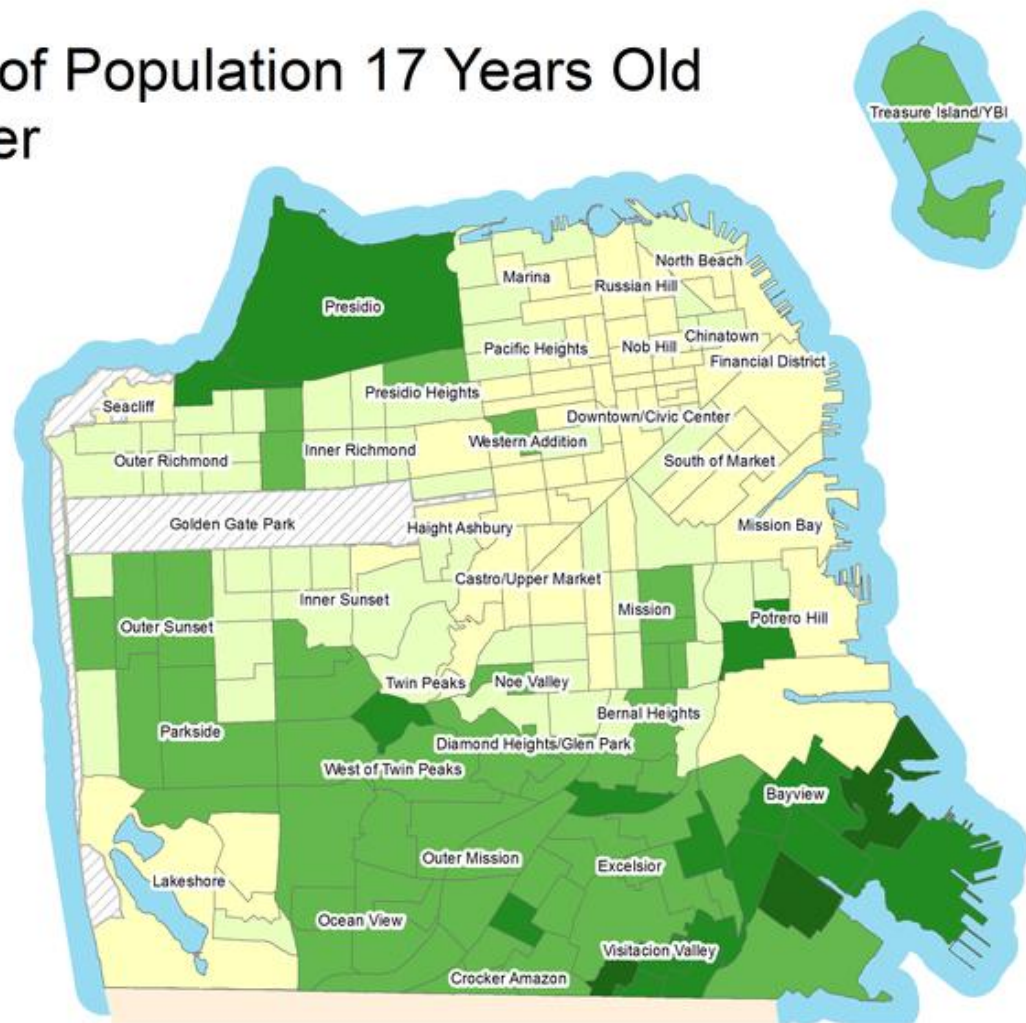 of Population 17 Years Old
er
Treasure Island/YBI
North Beach
Marina
Russian Hill
Presidio
Chinatown
Pacific Heights
Nob Hill
Financial District
Presidio Heights
Seacliff
Downtown/Civic Center
Western Addition
Inner Richmond
Outer Richmond
South of Market
Golden Gate Park
Haight Ashbury
Mission Bay
Castro/Upper Market
Inner Sunset
Mission
Potrero Hill
Outer Sunset
Twin Peaks
Noe Valley
Bernal Heights
Parkside
Diamond Heights/Glen Park
West of Twin Peaks
Bayview
Outer Mission
Excelsior
Lakeshore
Ocean View
Visitacion Valley
Crocker Amazon